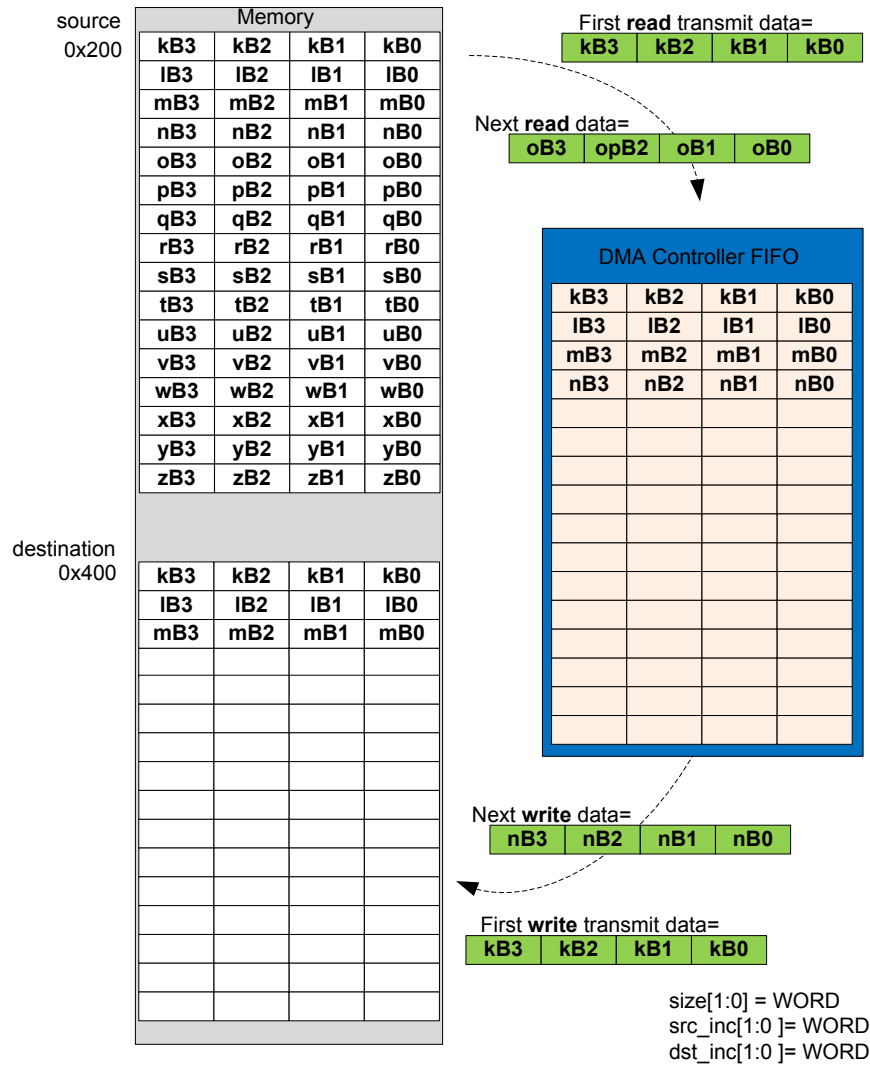 source
0x200
Memory
kB3 kB2 kB1 kB0
lB3 lB2 lB1 lB0
mB3 mB2 mB1 mB0
nB3 nB2 nB1 nB0
oB3 oB2 oB1 oB0
pB3 pB2 pB1 pB0
qB3 qB2 qB1 qB0
rB3 rB2 rB1 rB0
sB3 sB2 sB1 sB0
tB3 tB2 tB1 tB0
uB3 uB2 uB1 uB0
vB3 vB2 vB1 vB0
wB3 wB2 wB1 wB0
xB3 xB2 xB1 xB0
yB3 yB2 yB1 yB0
zB3 zB2 zB1 zB0
destination
0x400
kB3 kB2 kB1 kB0
lB3 lB2 lB1 lB0
mB3 mB2 mB1 mB0
First read transmit data=
kB3 kB2 kB1 kB0
Next read data=
oB3 opB2 oB1 oB0
DMA Controller FIFO
kB3 kB2 kB1 kB0
lB3 lB2 lB1 lB0
mB3 mB2 mB1 mB0
nB3 nB2 nB1 nB0
Next write data=
nB3 nB2 nB1 nB0
First write transmit data=
kB3 kB2 kB1 kB0
size[1:0] = WORD
src_inc[1:0 ]= WORD
dst_inc[1:0 ]= WORD